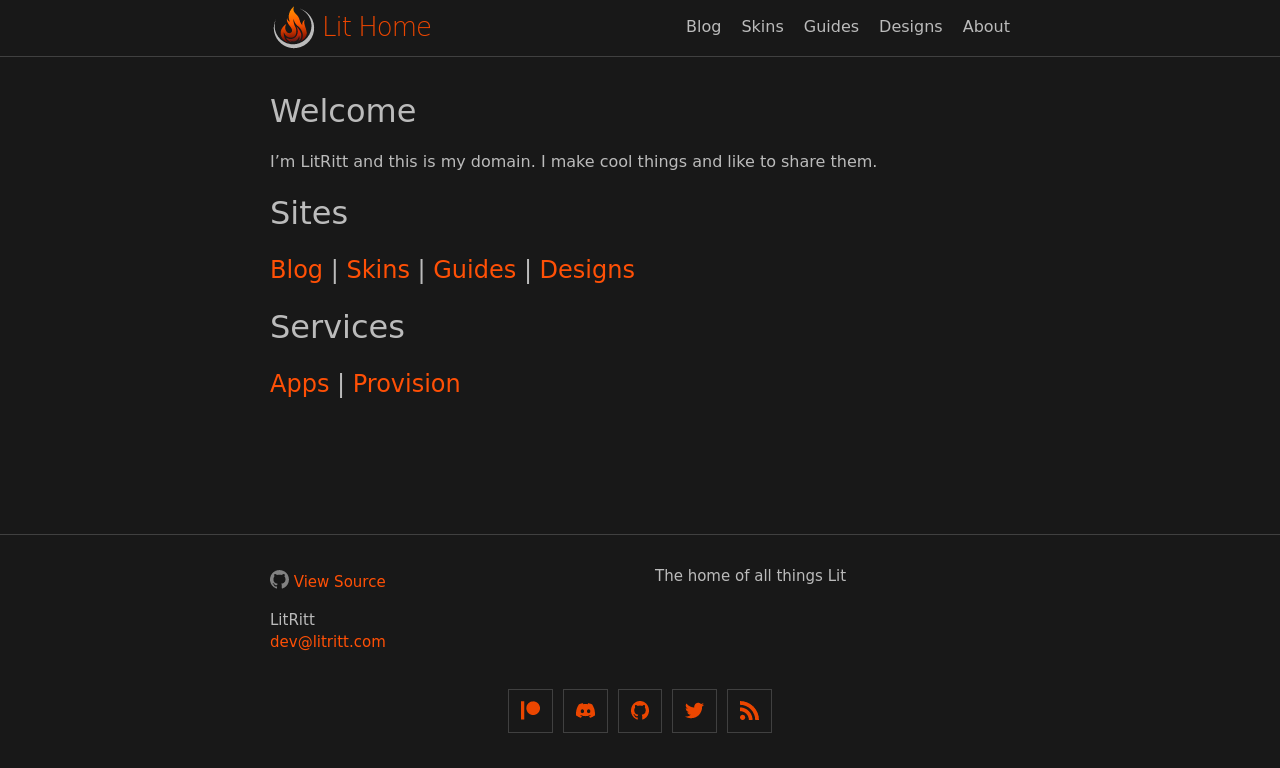 Lit Home
Blog Skins Guides Designs About
Welcome
I’m LitRitt and this is my domain. I make cool things and like to share them.
Sites
Blog | Skins | Guides | Designs
Services
Apps | Provision
View Source
The home of all things Lit
LitRitt
dev@litritt.com